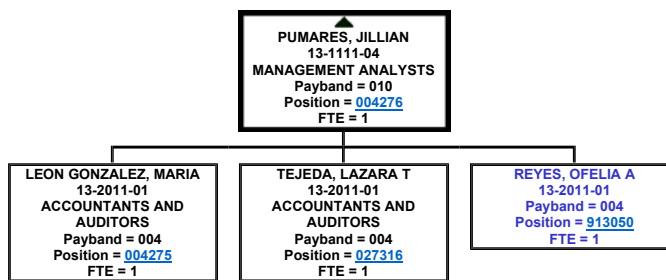 PUMARES, JILLIAN
13-1111-04
MANAGEMENT ANALYSTS
Payband = 010
Position = 004276
FTE = 1
LEON GONZALEZ, MARIA
13-2011-01
ACCOUNTANTS AND
AUDITORS
Payband = 004
Position = 004275
FTE = 1
TEJEDA, LAZARA T
13-2011-01
ACCOUNTANTS AND
AUDITORS
Payband = 004
Position = 027316
FTE = 1
REYES, OFELIA A
13-2011-01
Payband = 004
Position = 913050
FTE = 1